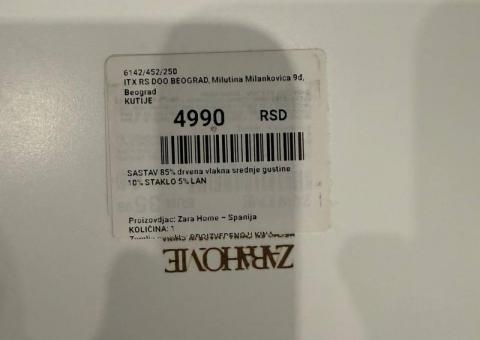 6142/452/250
ITX RS DOO BEOGRAD, Milutina Milankovica 9d,
Beograd
KUTIJE
4990 RSD
SASTAV 85% drvena vlakna srednje gustine
10% STAKLO 5% LAN
Proizvodjac: Zara Home – Spanija
KOLIČINA: 1
ZARA HOME